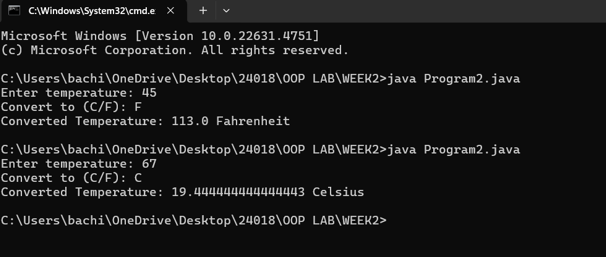 C:\Windows\System32\cmd.e
Microsoft Windows [Version 10.0.22631.4751]
(c) Microsoft Corporation. All rights reserved.
C:\Users\bachi\OneDrive\Desktop\24018\OOP LAB\WEEK2>java Program2.java
Enter temperature: 45
Convert to (C/F): F
Converted Temperature: 113.0 Fahrenheit
C:\Users\bachi\OneDrive\Desktop\24018\OOP LAB\WEEK2>java Program2.java
Enter temperature: 67
Convert to (C/F): C
Converted Temperature: 19.444444444444443 Celsius
C:\Users\bachi\OneDrive\Desktop\24018\OOP LAB\WEEK2>